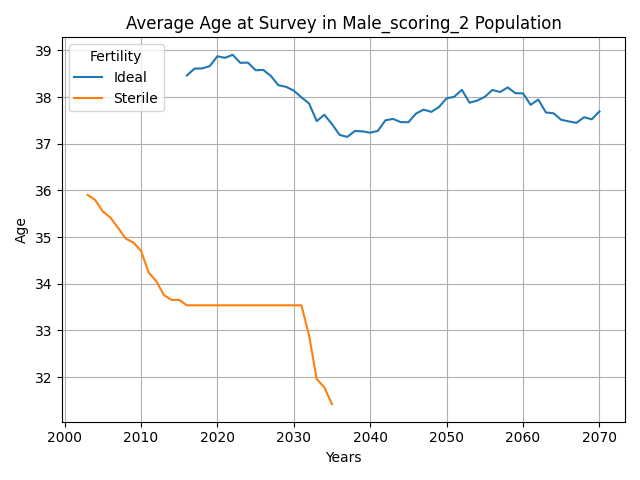 Average Age at Survey in Male_scoring_2 Population
Fertility
Ideal
Sterile
39
38
37
36
35
34
33
32
Age
2000 2010 2020 2030 2040 2050 2060 2070
Years